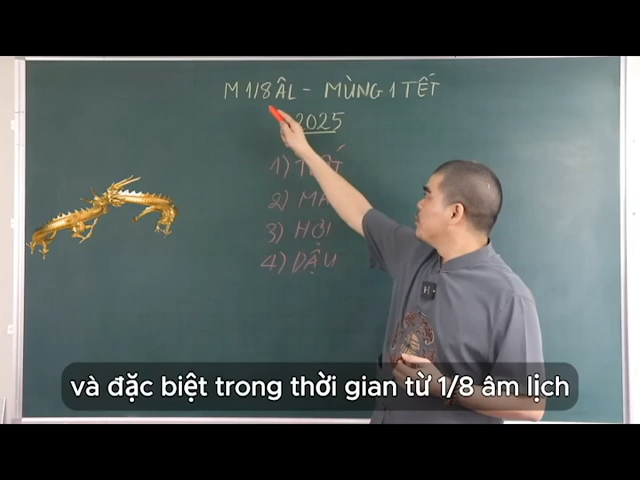 M 1/8 ÂL - MÙNG 1 TẾT
2025
1)
2)
3) HỢI
4) DẬU
và đặc biệt trong thời gian từ 1/8 âm lịch